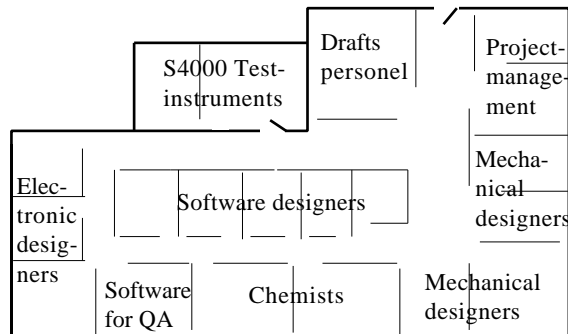 Drafts
personel
Project-
manage-
ment
S4000 Test-
instruments
Mecha-
nical
designers
Elec-
tronic
desig-
ners
Software designers
Software
for QA
Chemists
Mechanical
designers